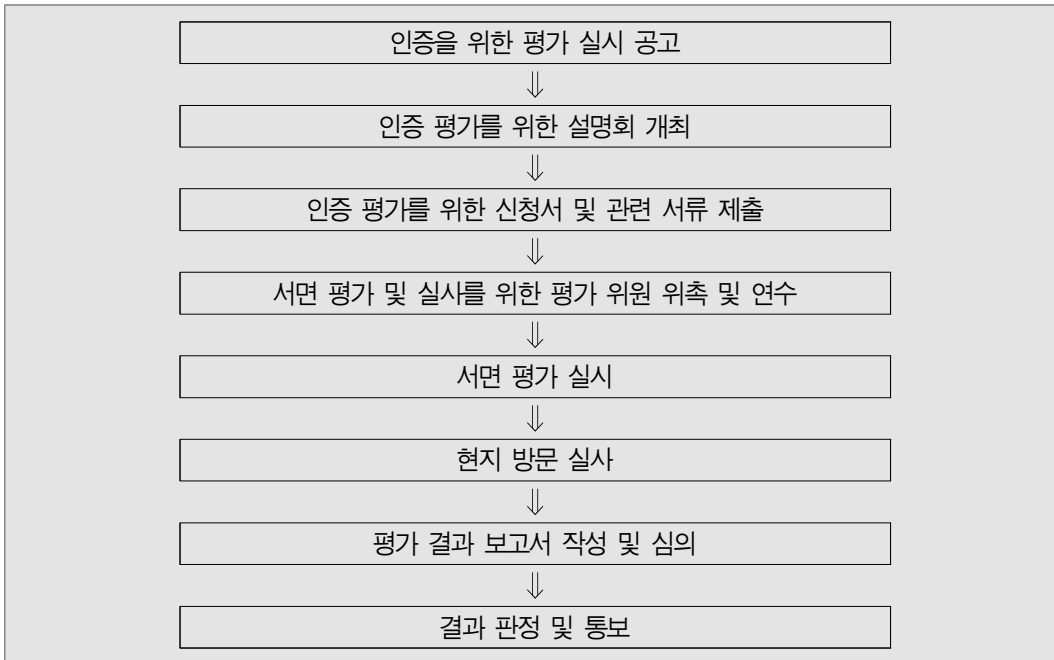 인증을 위한 평가 실시 공고
⇓
인증 평가를 위한 설명회 개최
⇓
인증 평가를 위한 신청서 및 관련 서류 제출
⇓
서면 평가 및 실사를 위한 평가 위원 위촉 및 연수
⇓
서면 평가 실시
⇓
현지 방문 실사
⇓
평가 결과 보고서 작성 및 심의
⇓
결과 판정 및 통보